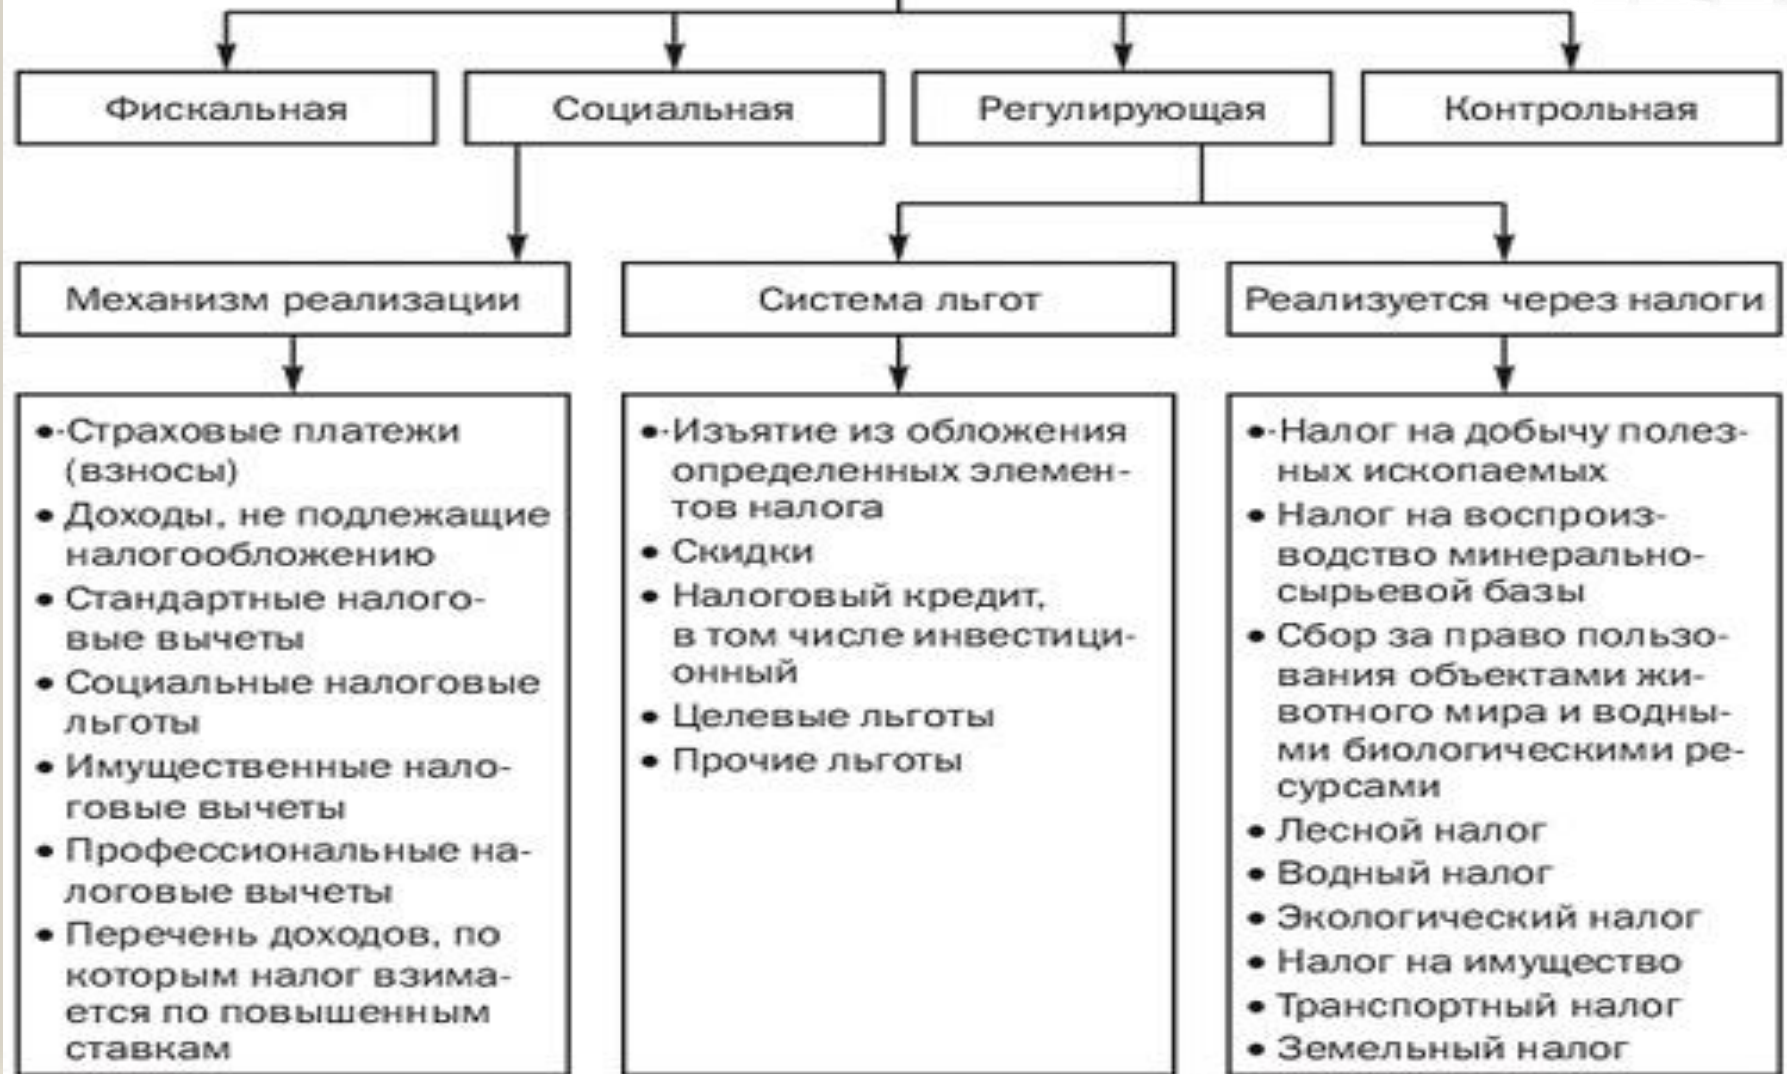 Фискальная
Социальная
Регулирующая
Контрольная
Механизм реализации
Система льгот
Реализуется через налоги
•·Страховые платежи
(взносы)
• Доходы, не подлежащие
налогообложению
• Стандартные налого-
вые вычеты
• Социальные налоговые
льготы
• Имущественные нало-
говые вычеты
• Профессиональные на-
логовые вычеты
• Перечень доходов, по
которым налог взима-
ется по повышенным
ставкам
•·Изъятие из обложения
определенных элемен-
тов налога
• Скидки
• Налоговый кредит,
в том числе инвестици-
онный
• Целевые льготы
• Прочие льготы
•·Налог на добычу полез-
ных ископаемых
• Налог на воспроиз-
водство минерально-
сырьевой базы
• Сбор за право пользо-
вания объектами жи-
вотного мира и водны-
ми биологическими ре-
сурсами
• Лесной налог
• Водный налог
• Экологический налог
• Налог на имущество
• Транспортный налог
• Земельный налог